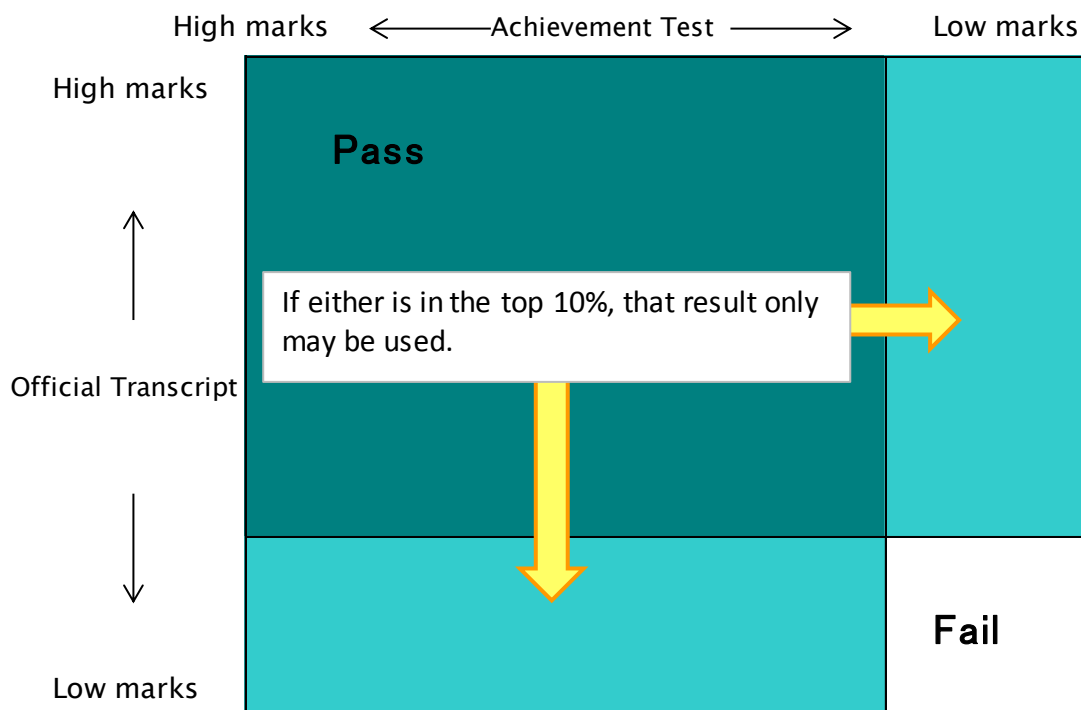 High marks
Achievement Test
Low marks
High marks
Pass
If either is in the top 10%, that result only
may be used.
Official Transcript
Fail
Low marks